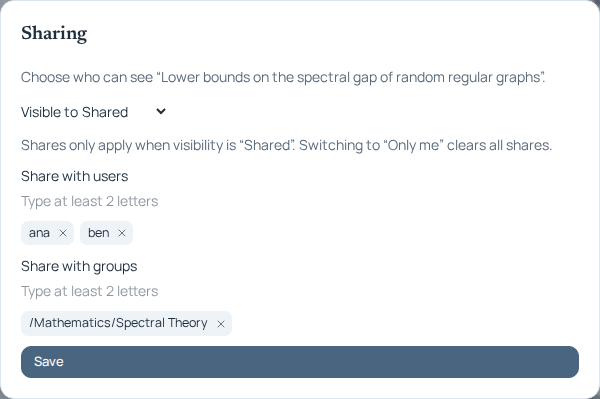 Sharing
Choose who can see “Lower bounds on the spectral gap of random regular graphs”.
Visible to Shared
Shares only apply when visibility is “Shared”. Switching to “Only me” clears all shares.
Share with users
Type at least 2 letters
ana × ben ×
Share with groups
Type at least 2 letters
/Mathematics/Spectral Theory ×
Save